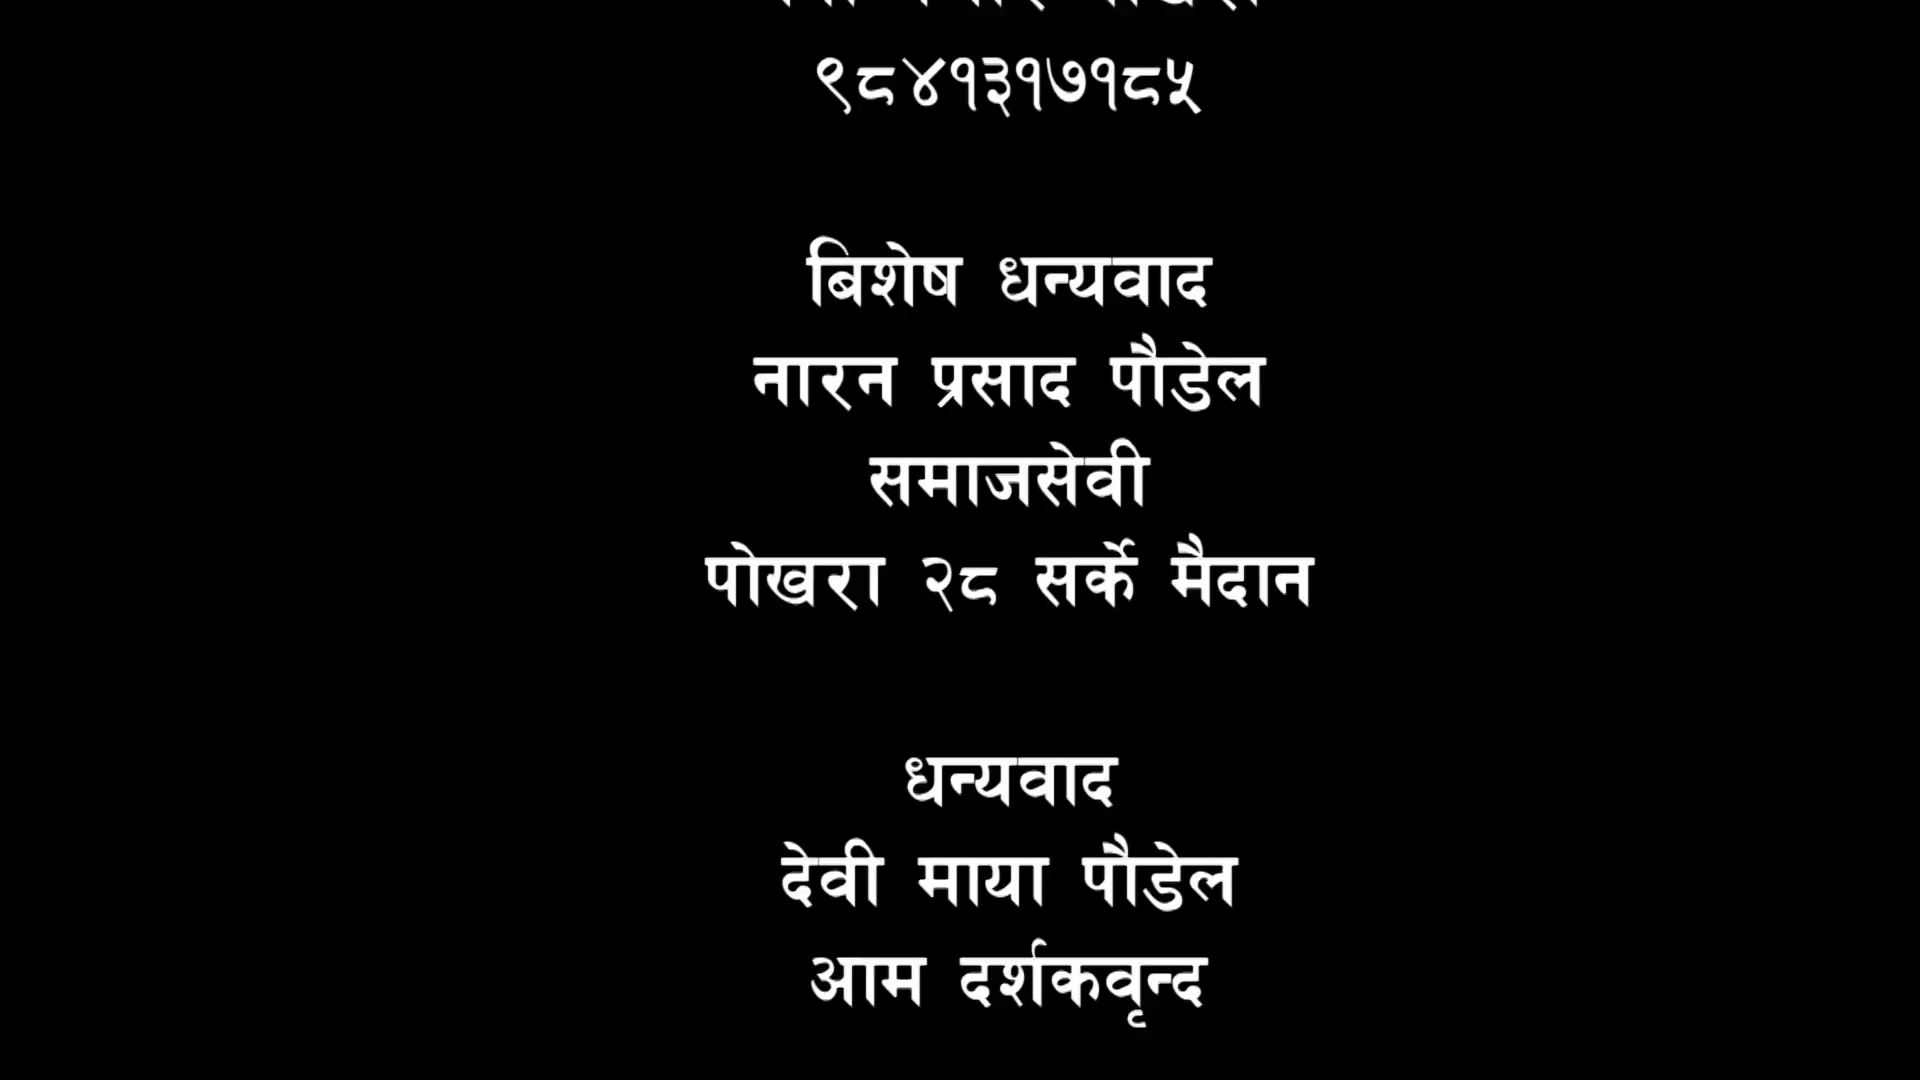 ९८४१३१७१८५
बिशेष धन्यवाद
नारन प्रसाद पौडेल
समाजसेवी
पोखरा २८ सर्के मैदान
धन्यवाद
देवी माया पौडेल
आम दर्शकवृन्द